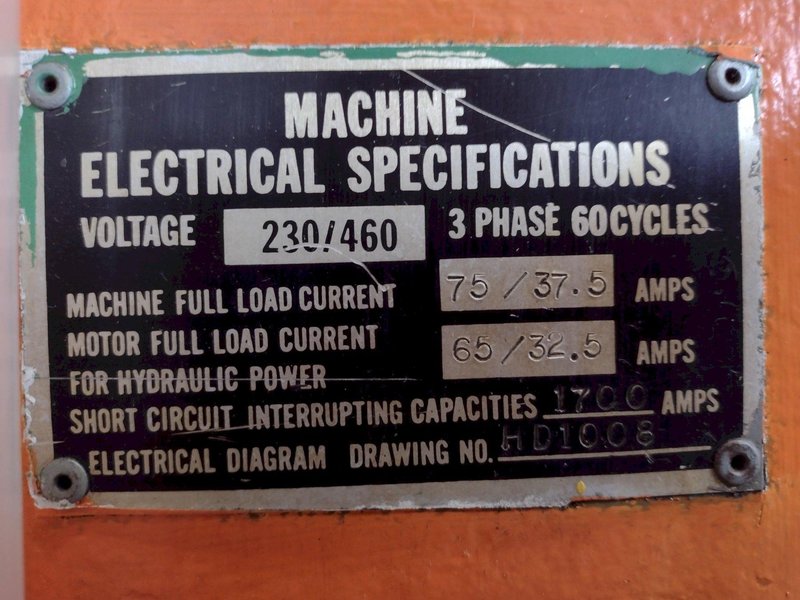 MACHINE
ELECTRICAL SPECIFICATIONS
VOLTAGE 230/460 3 PHASE 60 CYCLES
MACHINE FULL LOAD CURRENT 75/37.5 AMPS
MOTOR FULL LOAD CURRENT 65/32.5 AMPS
FOR HYDRAULIC POWER
SHORT CIRCUIT INTERRUPTING CAPACITIES 1700 AMPS
ELECTRICAL DIAGRAM DRAWING NO. HD1008